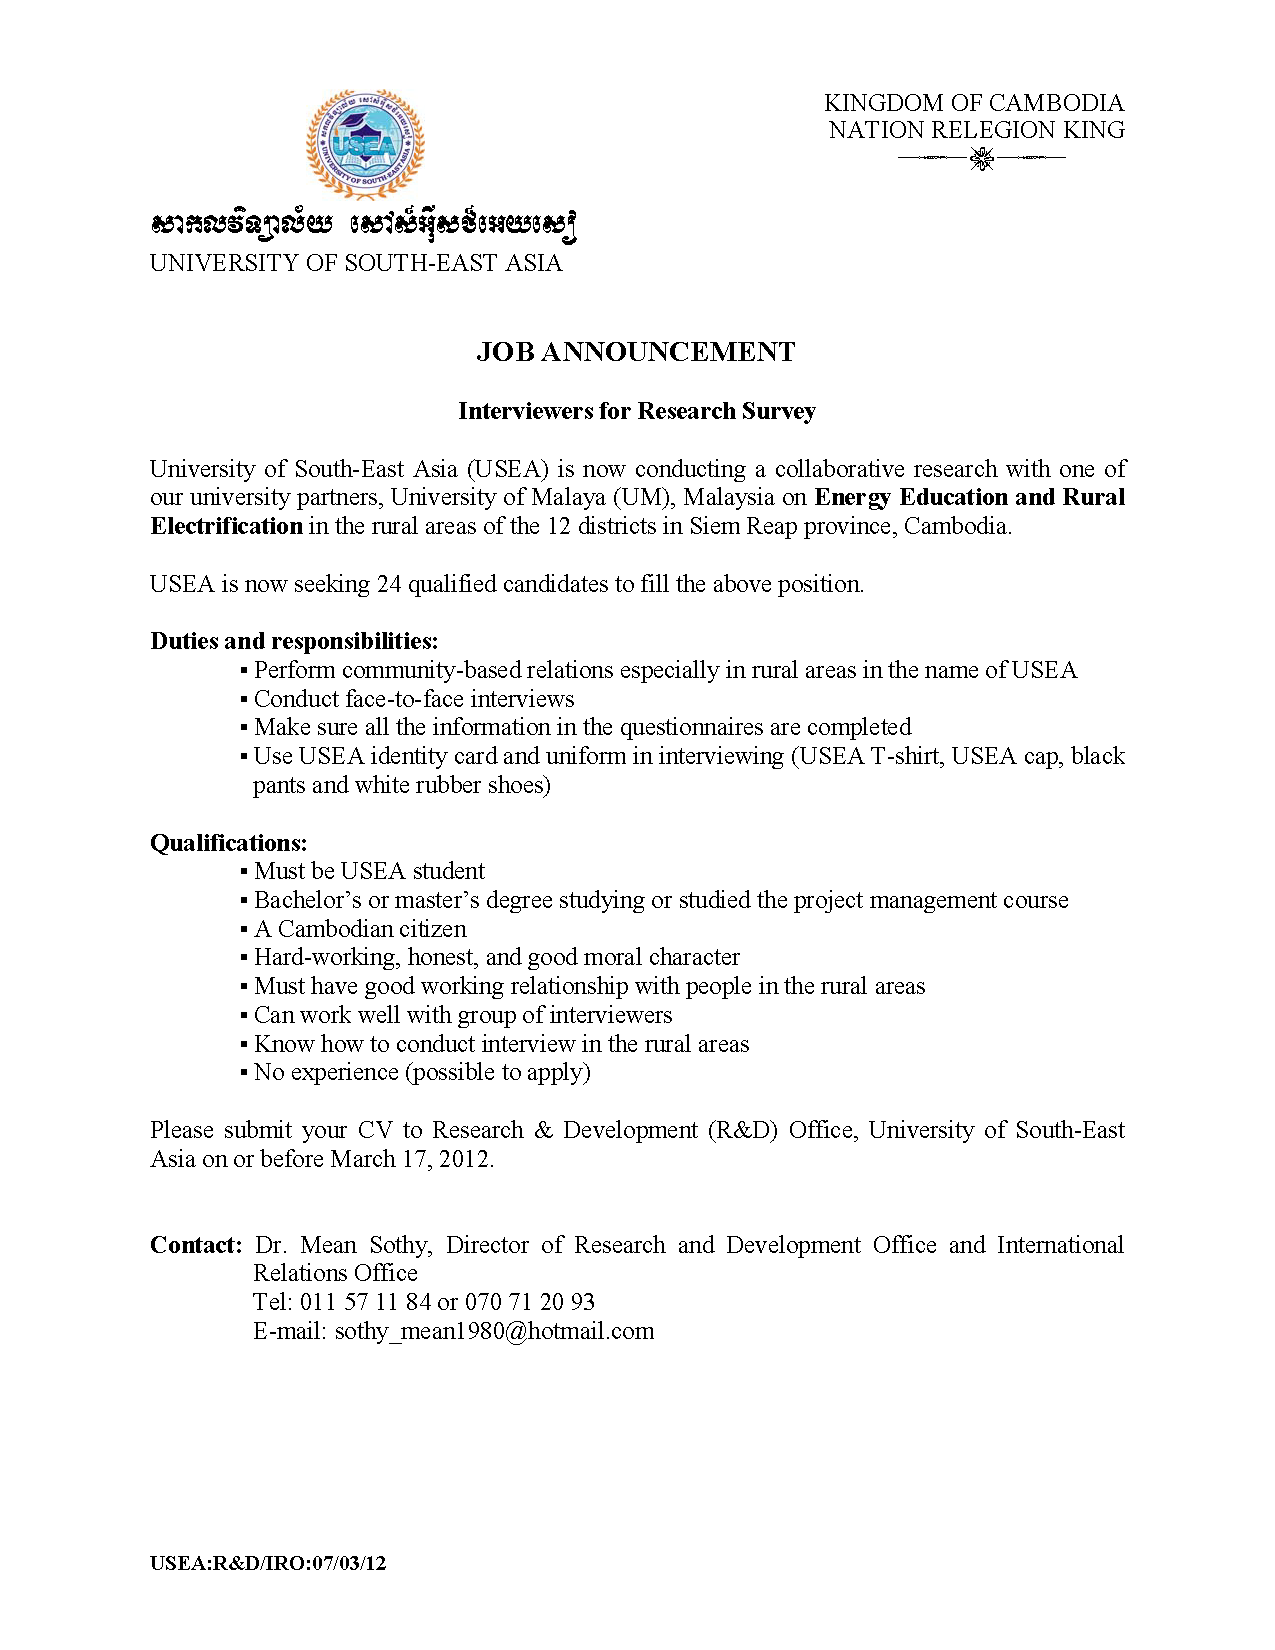 KINGDOM OF CAMBODIA
NATION RELEGION KING
USEA
UNIVERSITY OF SOUTH-EAST ASIA
សាកលវិទ្យាល័យ សៅស៍អ៊ីសថ៍អេយសៀ
UNIVERSITY OF SOUTH-EAST ASIA
JOB ANNOUNCEMENT
Interviewers for Research Survey
University of South-East Asia (USEA) is now conducting a collaborative research with one of
our university partners, University of Malaya (UM), Malaysia on Energy Education and Rural
Electrification in the rural areas of the 12 districts in Siem Reap province, Cambodia.
USEA is now seeking 24 qualified candidates to fill the above position.
Duties and responsibilities:
▪ Perform community-based relations especially in rural areas in the name of USEA
▪ Conduct face-to-face interviews
▪ Make sure all the information in the questionnaires are completed
▪ Use USEA identity card and uniform in interviewing (USEA T-shirt, USEA cap, black
pants and white rubber shoes)
Qualifications:
▪ Must be USEA student
▪ Bachelor’s or master’s degree studying or studied the project management course
▪ A Cambodian citizen
▪ Hard-working, honest, and good moral character
▪ Must have good working relationship with people in the rural areas
▪ Can work well with group of interviewers
▪ Know how to conduct interview in the rural areas
▪ No experience (possible to apply)
Please submit your CV to Research & Development (R&D) Office, University of South-East
Asia on or before March 17, 2012.
Contact: Dr. Mean Sothy, Director of Research and Development Office and International
Relations Office
Tel: 011 57 11 84 or 070 71 20 93
E-mail: sothy_mean1980@hotmail.com
USEA:R&D/IRO:07/03/12